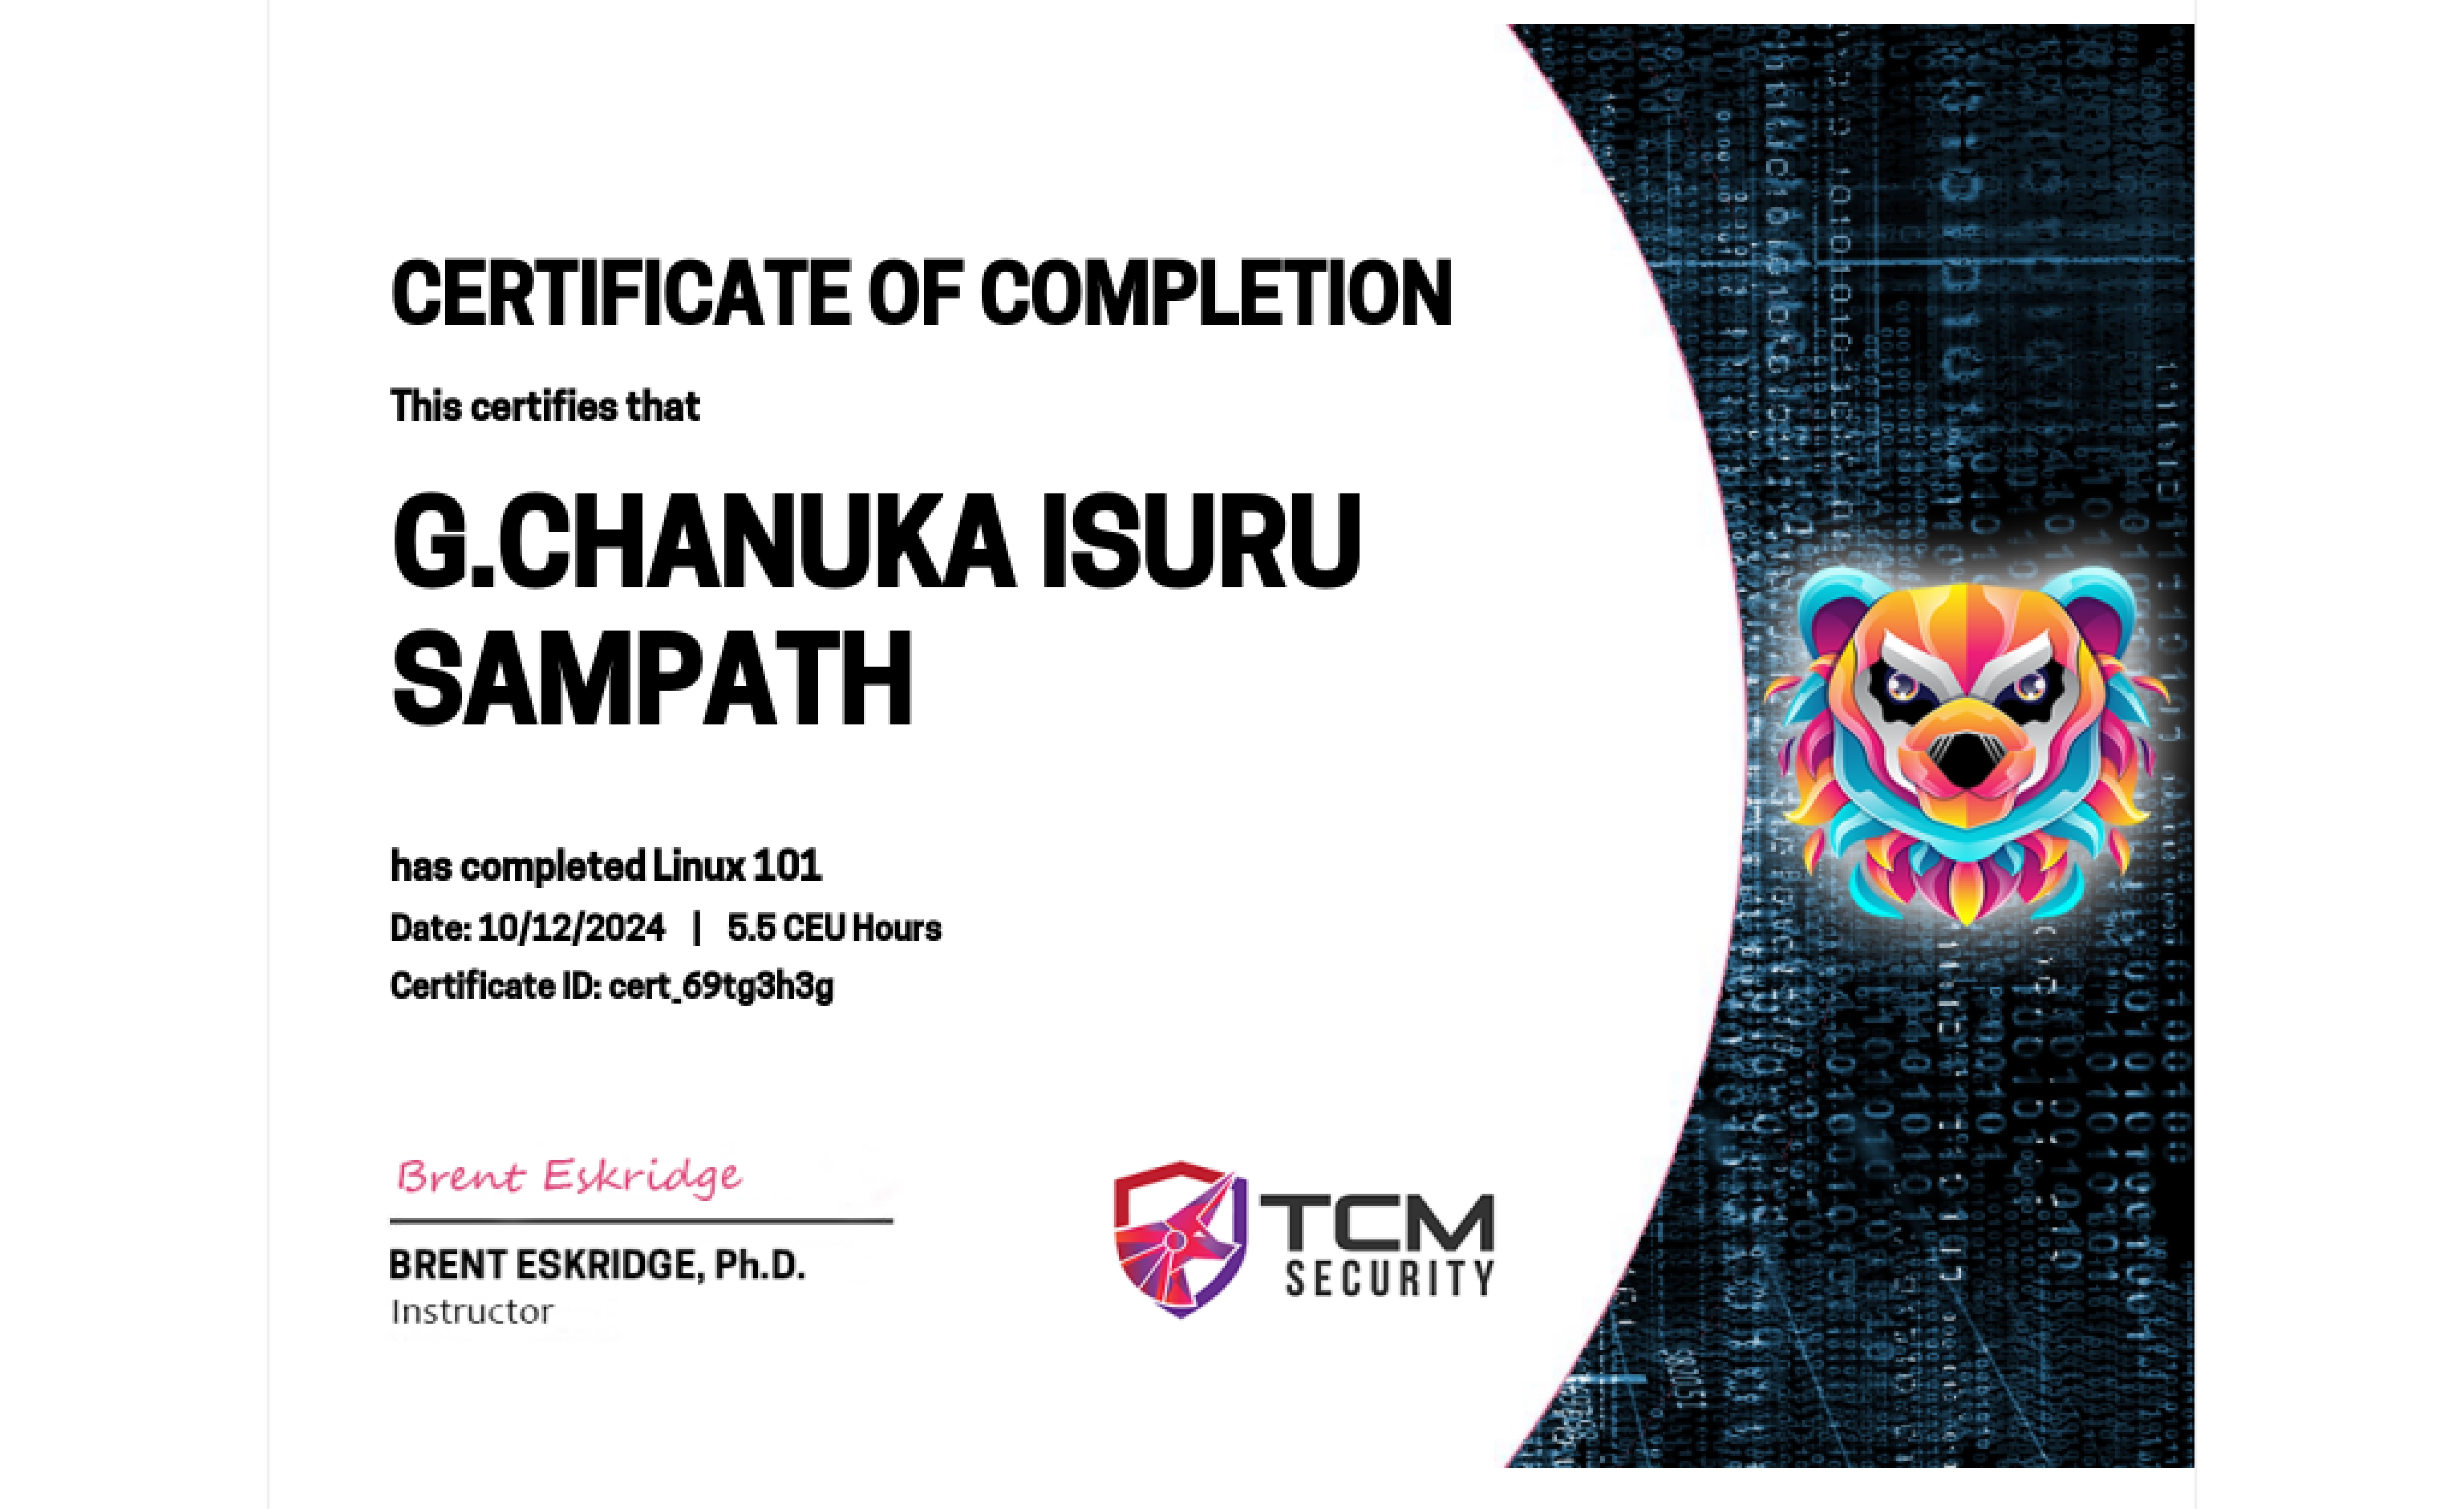 CERTIFICATE OF COMPLETION
This certifies that
G.CHANUKA ISURU
SAMPATH
has completed Linux 101
Date: 10/12/2024 | 5.5 CEU Hours
Certificate ID: cert_69tg3h3g
Brent Eskridge
BRENT ESKRIDGE, Ph.D.
Instructor
TCM
SECURITY